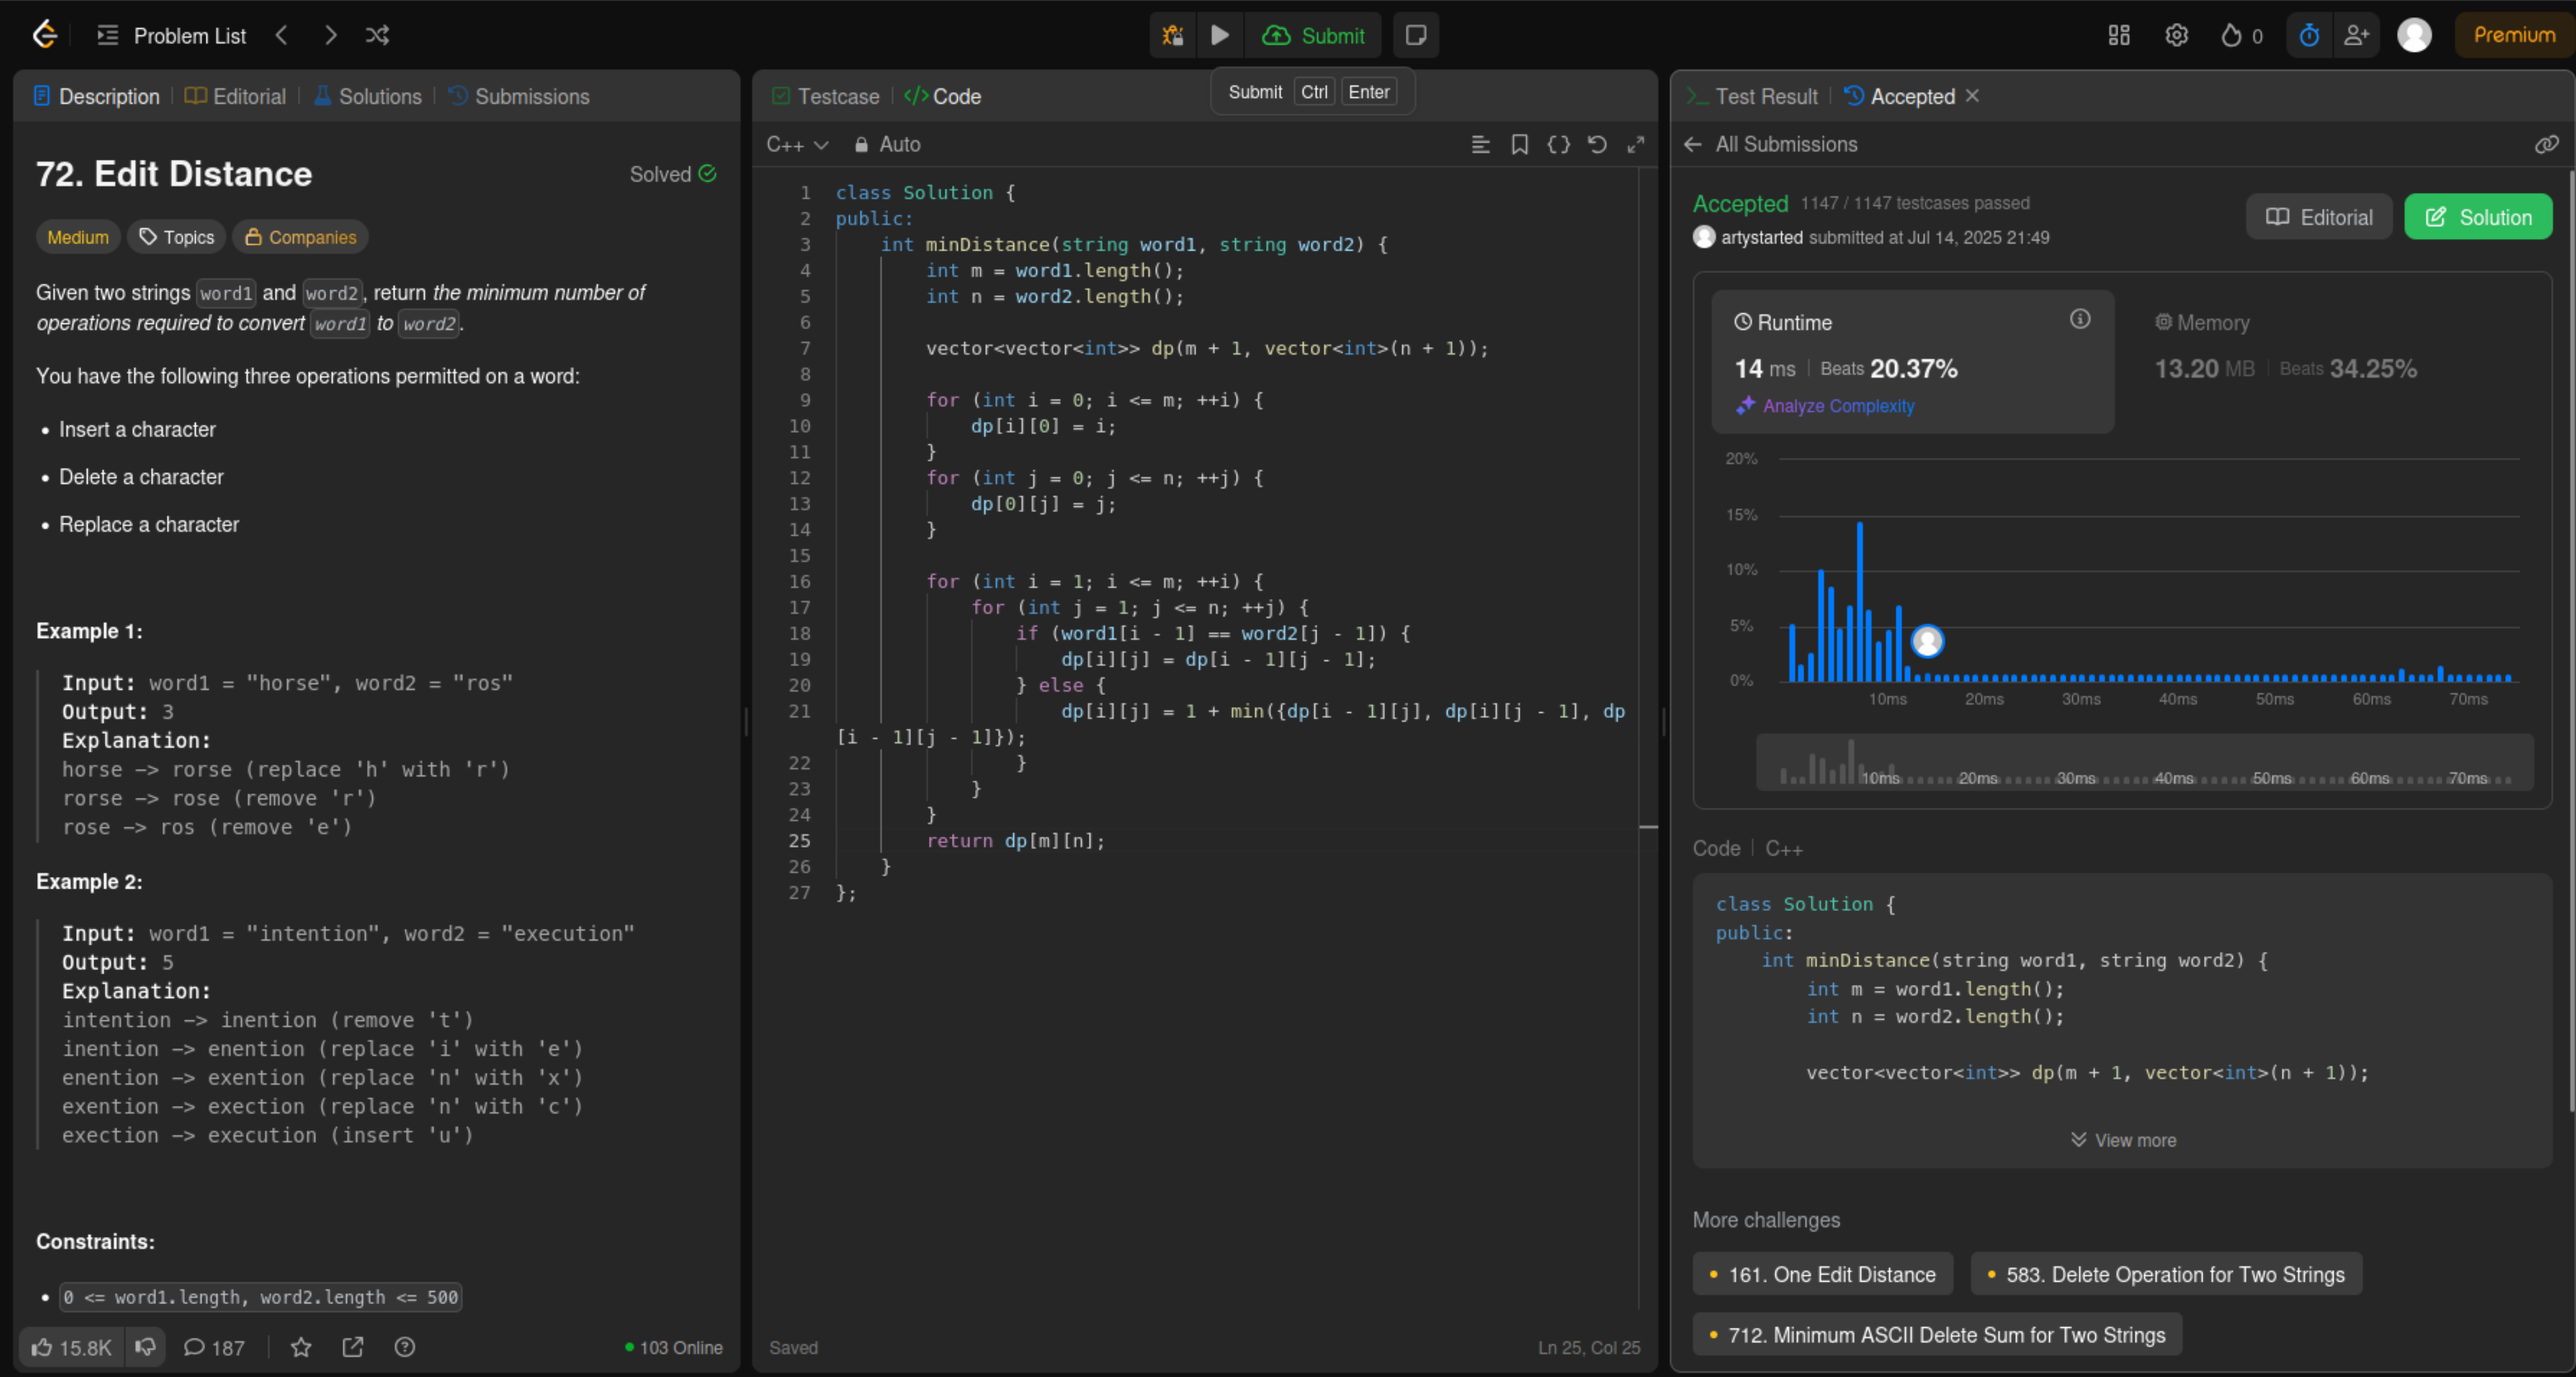 Problem List
Submit
0
Premium
Description
Editorial
Solutions
Submissions
72. Edit Distance
Solved
Medium
Topics
Companies
Given two strings word1 and word2, return the minimum number of
operations required to convert word1 to word2.
You have the following three operations permitted on a word:
• Insert a character
• Delete a character
• Replace a character
Example 1:
Input: word1 = "horse", word2 = "ros"
Output: 3
Explanation:
horse -> rorse (replace 'h' with 'r')
rorse -> rose (remove 'r')
rose -> ros (remove 'e')
Example 2:
Input: word1 = "intention", word2 = "execution"
Output: 5
Explanation:
intention -> inention (remove 't')
inention -> enention (replace 'i' with 'e')
enention -> exention (replace 'n' with 'x')
exention -> exection (replace 'n' with 'c')
exection -> execution (insert 'u')
Constraints:
• 0 <= word1.length, word2.length <= 500
15.8K
187
103 Online
Testcase
</> Code
Submit Ctrl Enter
C++
Auto
1 class Solution {
2 public:
3     int minDistance(string word1, string word2) {
4         int m = word1.length();
5         int n = word2.length();
6
7         vector<vector<int>> dp(m + 1, vector<int>(n + 1));
8
9         for (int i = 0; i <= m; ++i) {
10             dp[i][0] = i;
11         }
12         for (int j = 0; j <= n; ++j) {
13             dp[0][j] = j;
14         }
15
16         for (int i = 1; i <= m; ++i) {
17             for (int j = 1; j <= n; ++j) {
18                 if (word1[i - 1] == word2[j - 1]) {
19                     dp[i][j] = dp[i - 1][j - 1];
20                 } else {
21                     dp[i][j] = 1 + min({dp[i - 1][j], dp[i][j - 1], dp
[i - 1][j - 1]});
22                 }
23             }
24         }
25         return dp[m][n];
26     }
27 };
Saved
Ln 25, Col 25
Test Result
Accepted
All Submissions
Accepted 1147 / 1147 testcases passed
artystarted submitted at Jul 14, 2025 21:49
Editorial
Solution
Runtime
14 ms | Beats 20.37%
Analyze Complexity
Memory
13.20 MB | Beats 34.25%
20%
15%
10%
5%
0%
10ms 20ms 30ms 40ms 50ms 60ms 70ms
10ms 20ms 30ms 40ms 50ms 60ms 70ms
Code | C++
class Solution {
public:
    int minDistance(string word1, string word2) {
        int m = word1.length();
        int n = word2.length();
        vector<vector<int>> dp(m + 1, vector<int>(n + 1));
View more
More challenges
• 161. One Edit Distance
• 583. Delete Operation for Two Strings
• 712. Minimum ASCII Delete Sum for Two Strings